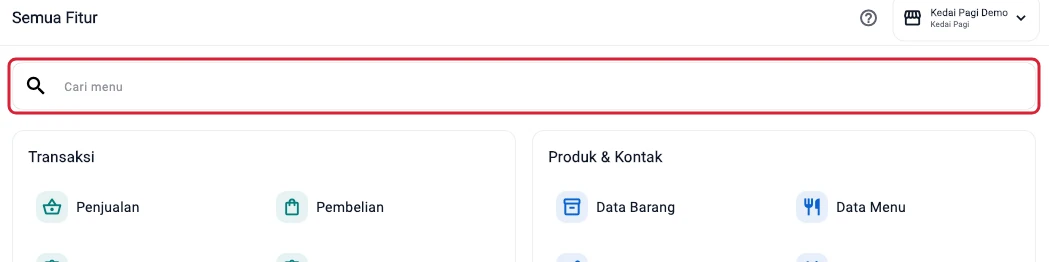 Semua Fitur
Kedai Pagi Demo
Kedai Pagi
Cari menu
Transaksi
Produk & Kontak
Penjualan
Pembelian
Data Barang
Data Menu